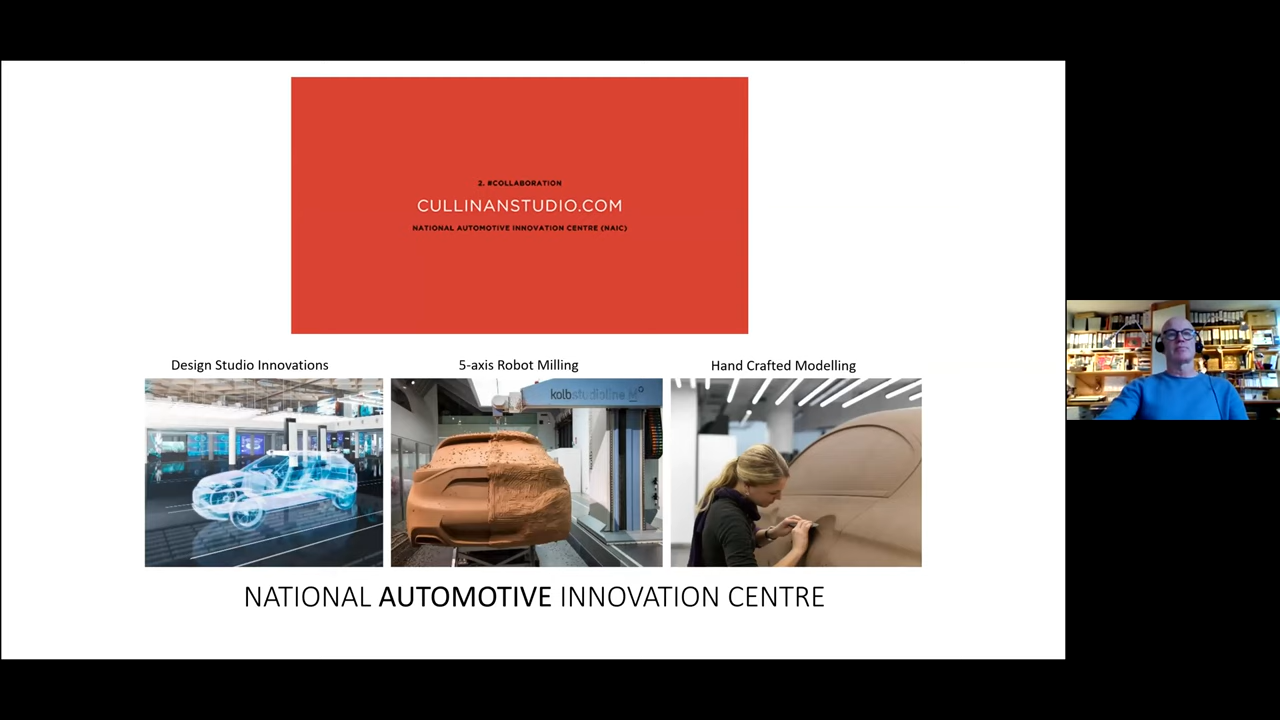 2. #COLLABORATION
CULLINANSTUDIO.COM
NATIONAL AUTOMOTIVE INNOVATION CENTRE (NAIC)
Design Studio Innovations
5-axis Robot Milling
Hand Crafted Modelling
kolb studioline M
NATIONAL AUTOMOTIVE INNOVATION CENTRE